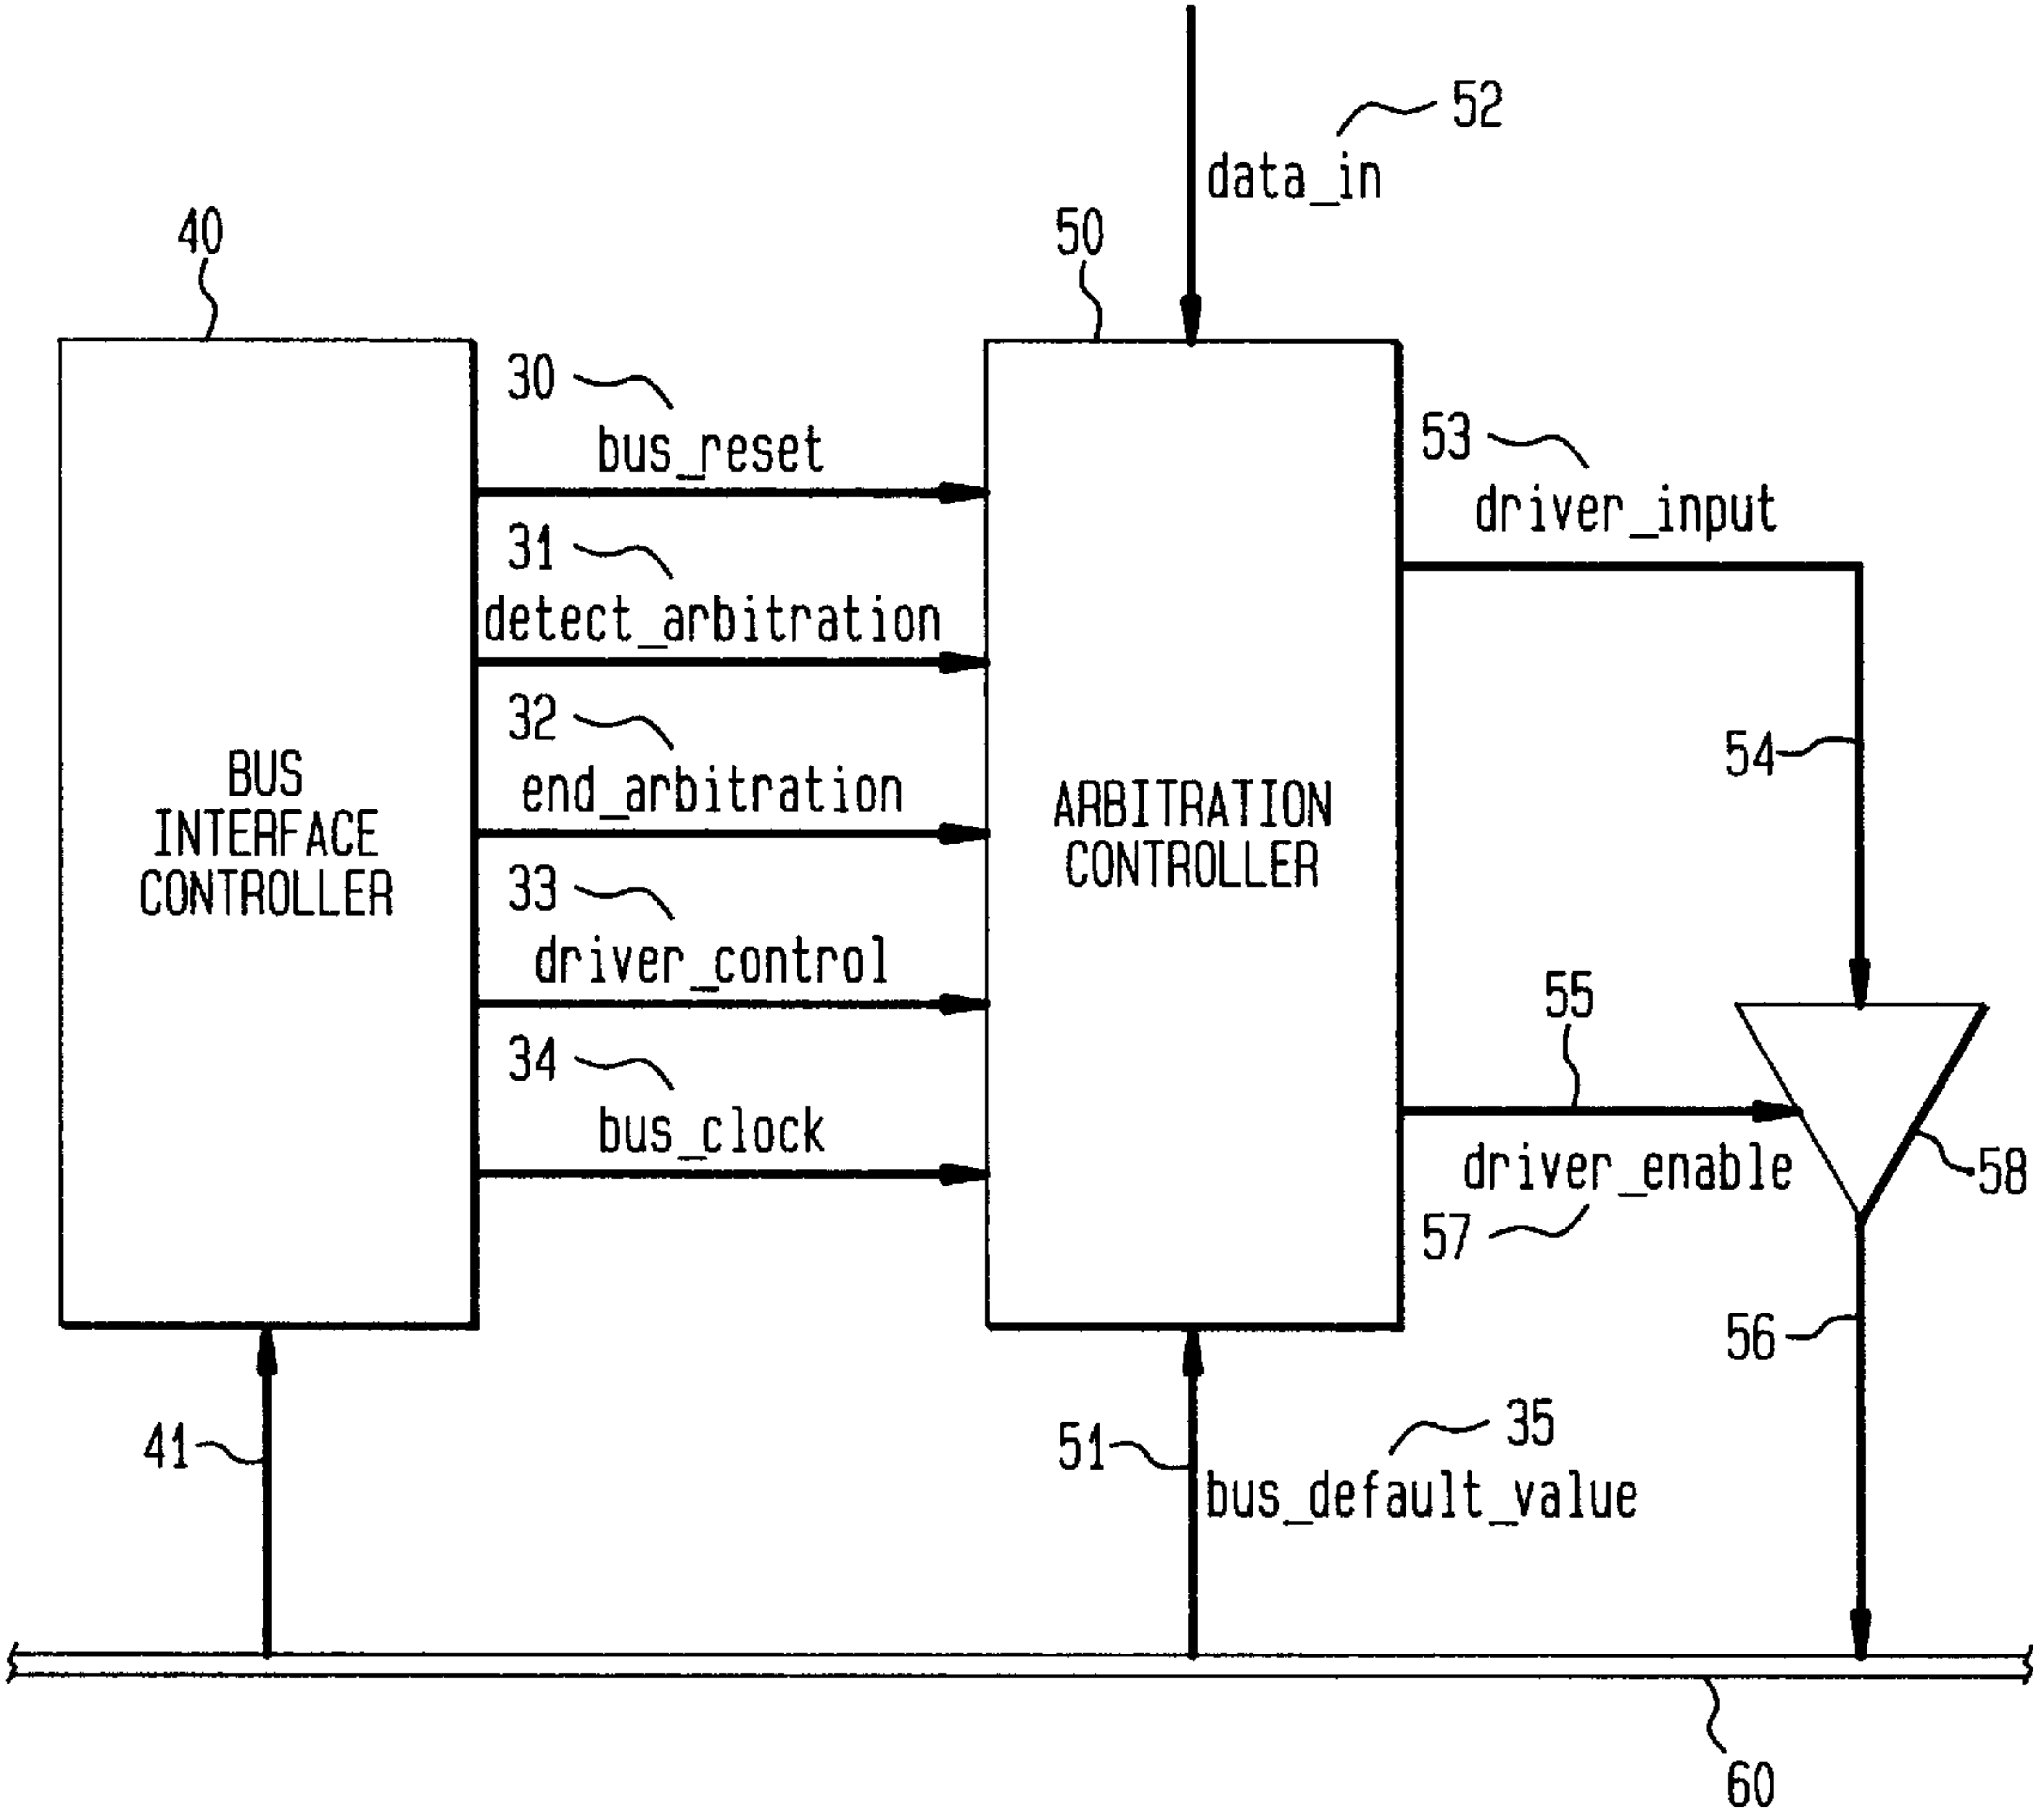 52
data_in
40
50
30
bus_reset
53
driver_input
31
detect_arbitration
32
end_arbitration
54
BUS
INTERFACE
CONTROLLER
ARBITRATION
CONTROLLER
33
driver_control
55
34
bus_clock
driver_enable
58
57
56
41
51
35
bus_default_value
60